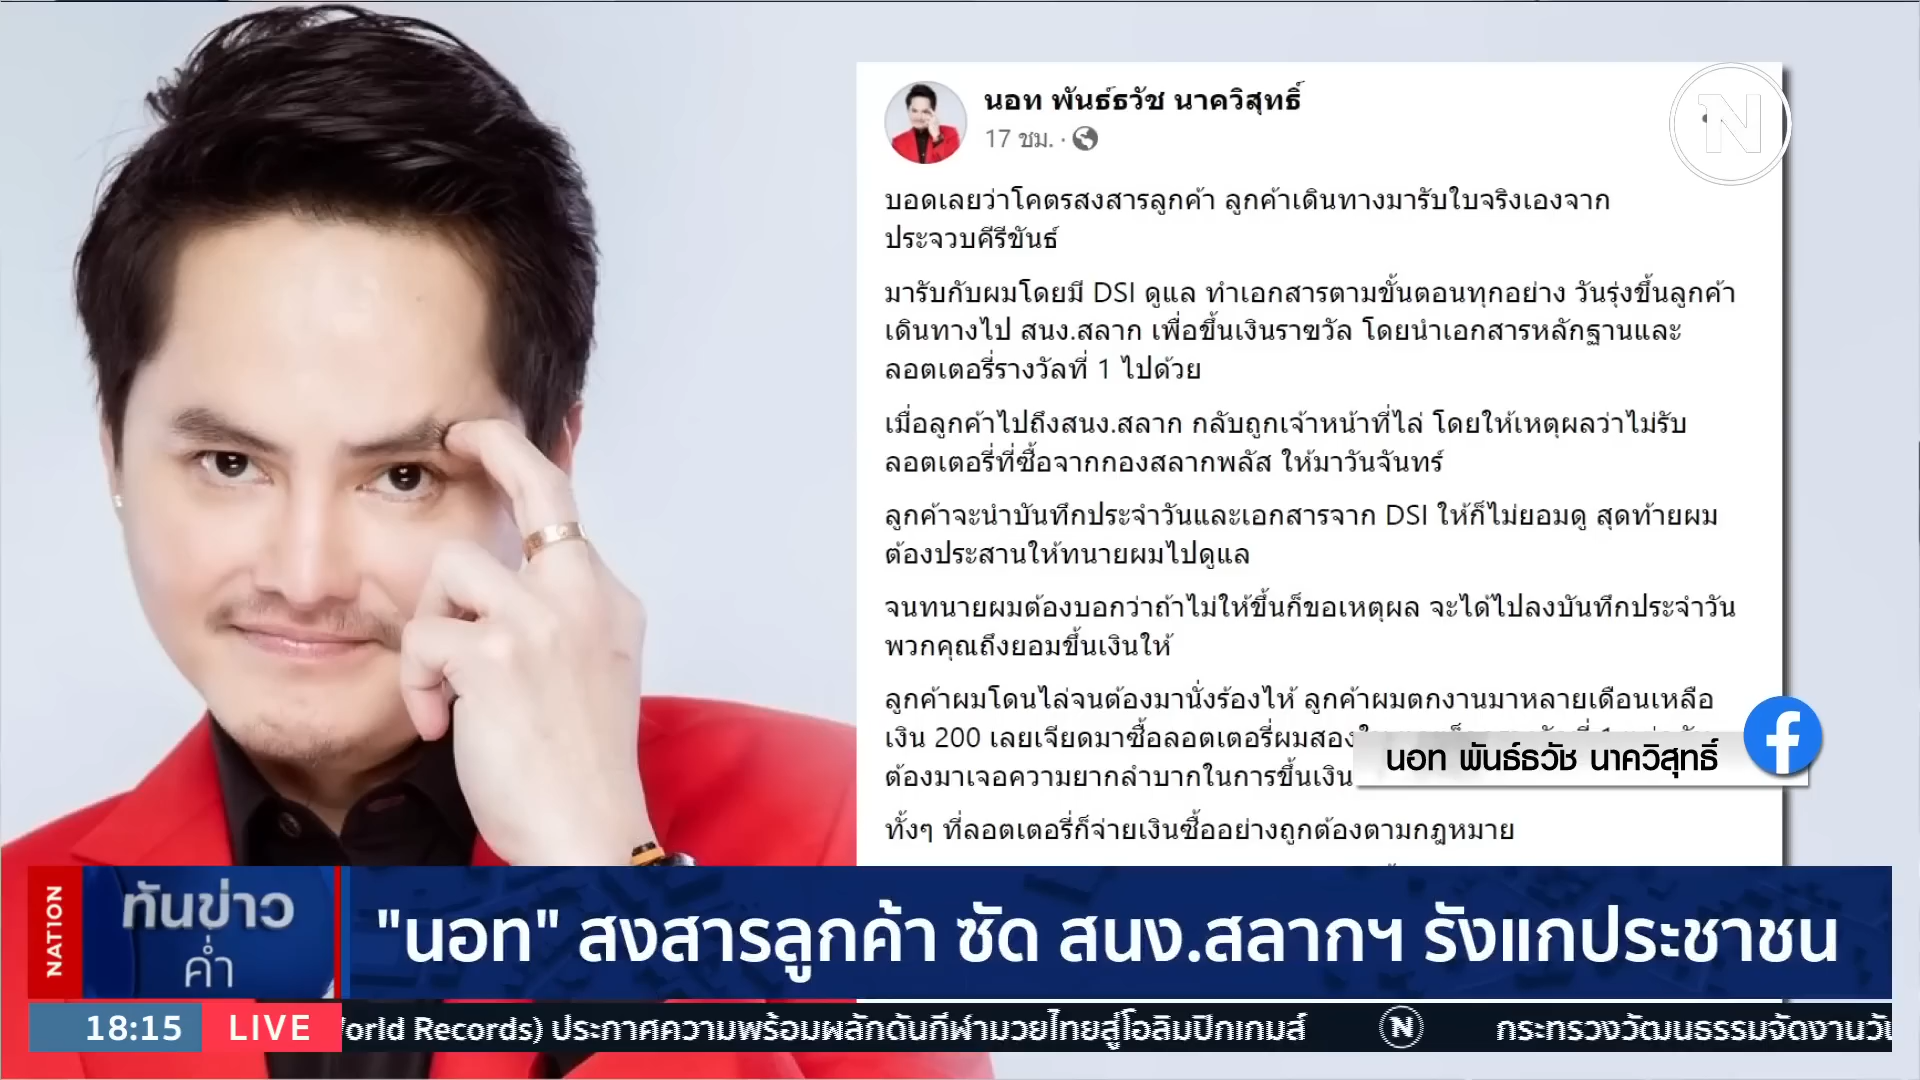 นอท พันธ์ธวัช นาควิสุทธิ์
17 ชม. ·
N
บอดเลยว่าโคตรสงสารลูกค้า ลูกค้าเดินทางมารับใบจริงเองจาก
ประจวบคีรีขันธ์
มารับกับผมโดยมี DSI ดูแล ทำเอกสารตามขั้นตอนทุกอย่าง วันรุ่งขึ้นลูกค้า
เดินทางไป สนง.สลาก เพื่อขึ้นเงินราฃวัล โดยนำเอกสารหลักฐานและ
ลอตเตอรี่รางวัลที่ 1 ไปด้วย
เมื่อลูกค้าไปถึงสนง.สลาก กลับถูกเจ้าหน้าที่ไล่ โดยให้เหตุผลว่าไม่รับ
ลอตเตอรี่ที่ซื้อจากกองสลากพลัส ให้มาวันจันทร์
ลูกค้าจะนำบันทึกประจำวันและเอกสารจาก DSI ให้ก็ไม่ยอมดู สุดท้ายผม
ต้องประสานให้ทนายผมไปดูแล
จนทนายผมต้องบอกว่าถ้าไม่ให้ขึ้นก็ขอเหตุผล จะได้ไปลงบันทึกประจำวัน
พวกคุณถึงยอมขึ้นเงินให้
ลูกค้าผมโดนไล่จนต้องมานั่งร้องไห้ ลูกค้าผมตกงานมาหลายเดือนเหลือ
เงิน 200 เลยเจียดมาซื้อลอตเตอรี่ผมสอง
ต้องมาเจอความยากลำบากในการขึ้นเงิน
นอท พันธ์ธวัช นาควิสุทธิ์
ทั้งๆ ที่ลอตเตอรี่ก็จ่ายเงินซื้ออย่างถูกต้องตามกฎหมาย
NATION
ทันข่าว
ค่ำ
"นอท" สงสารลูกค้า ซัด สนง.สลากฯ รังแกประชาชน
18:15 LIVE
Records) ประกาศความพร้อมผลักดันกีฬามวยไทยสู่โอลิมปิกเกมส์ N กระทรวงวัฒนธรรมจัดงานวัน